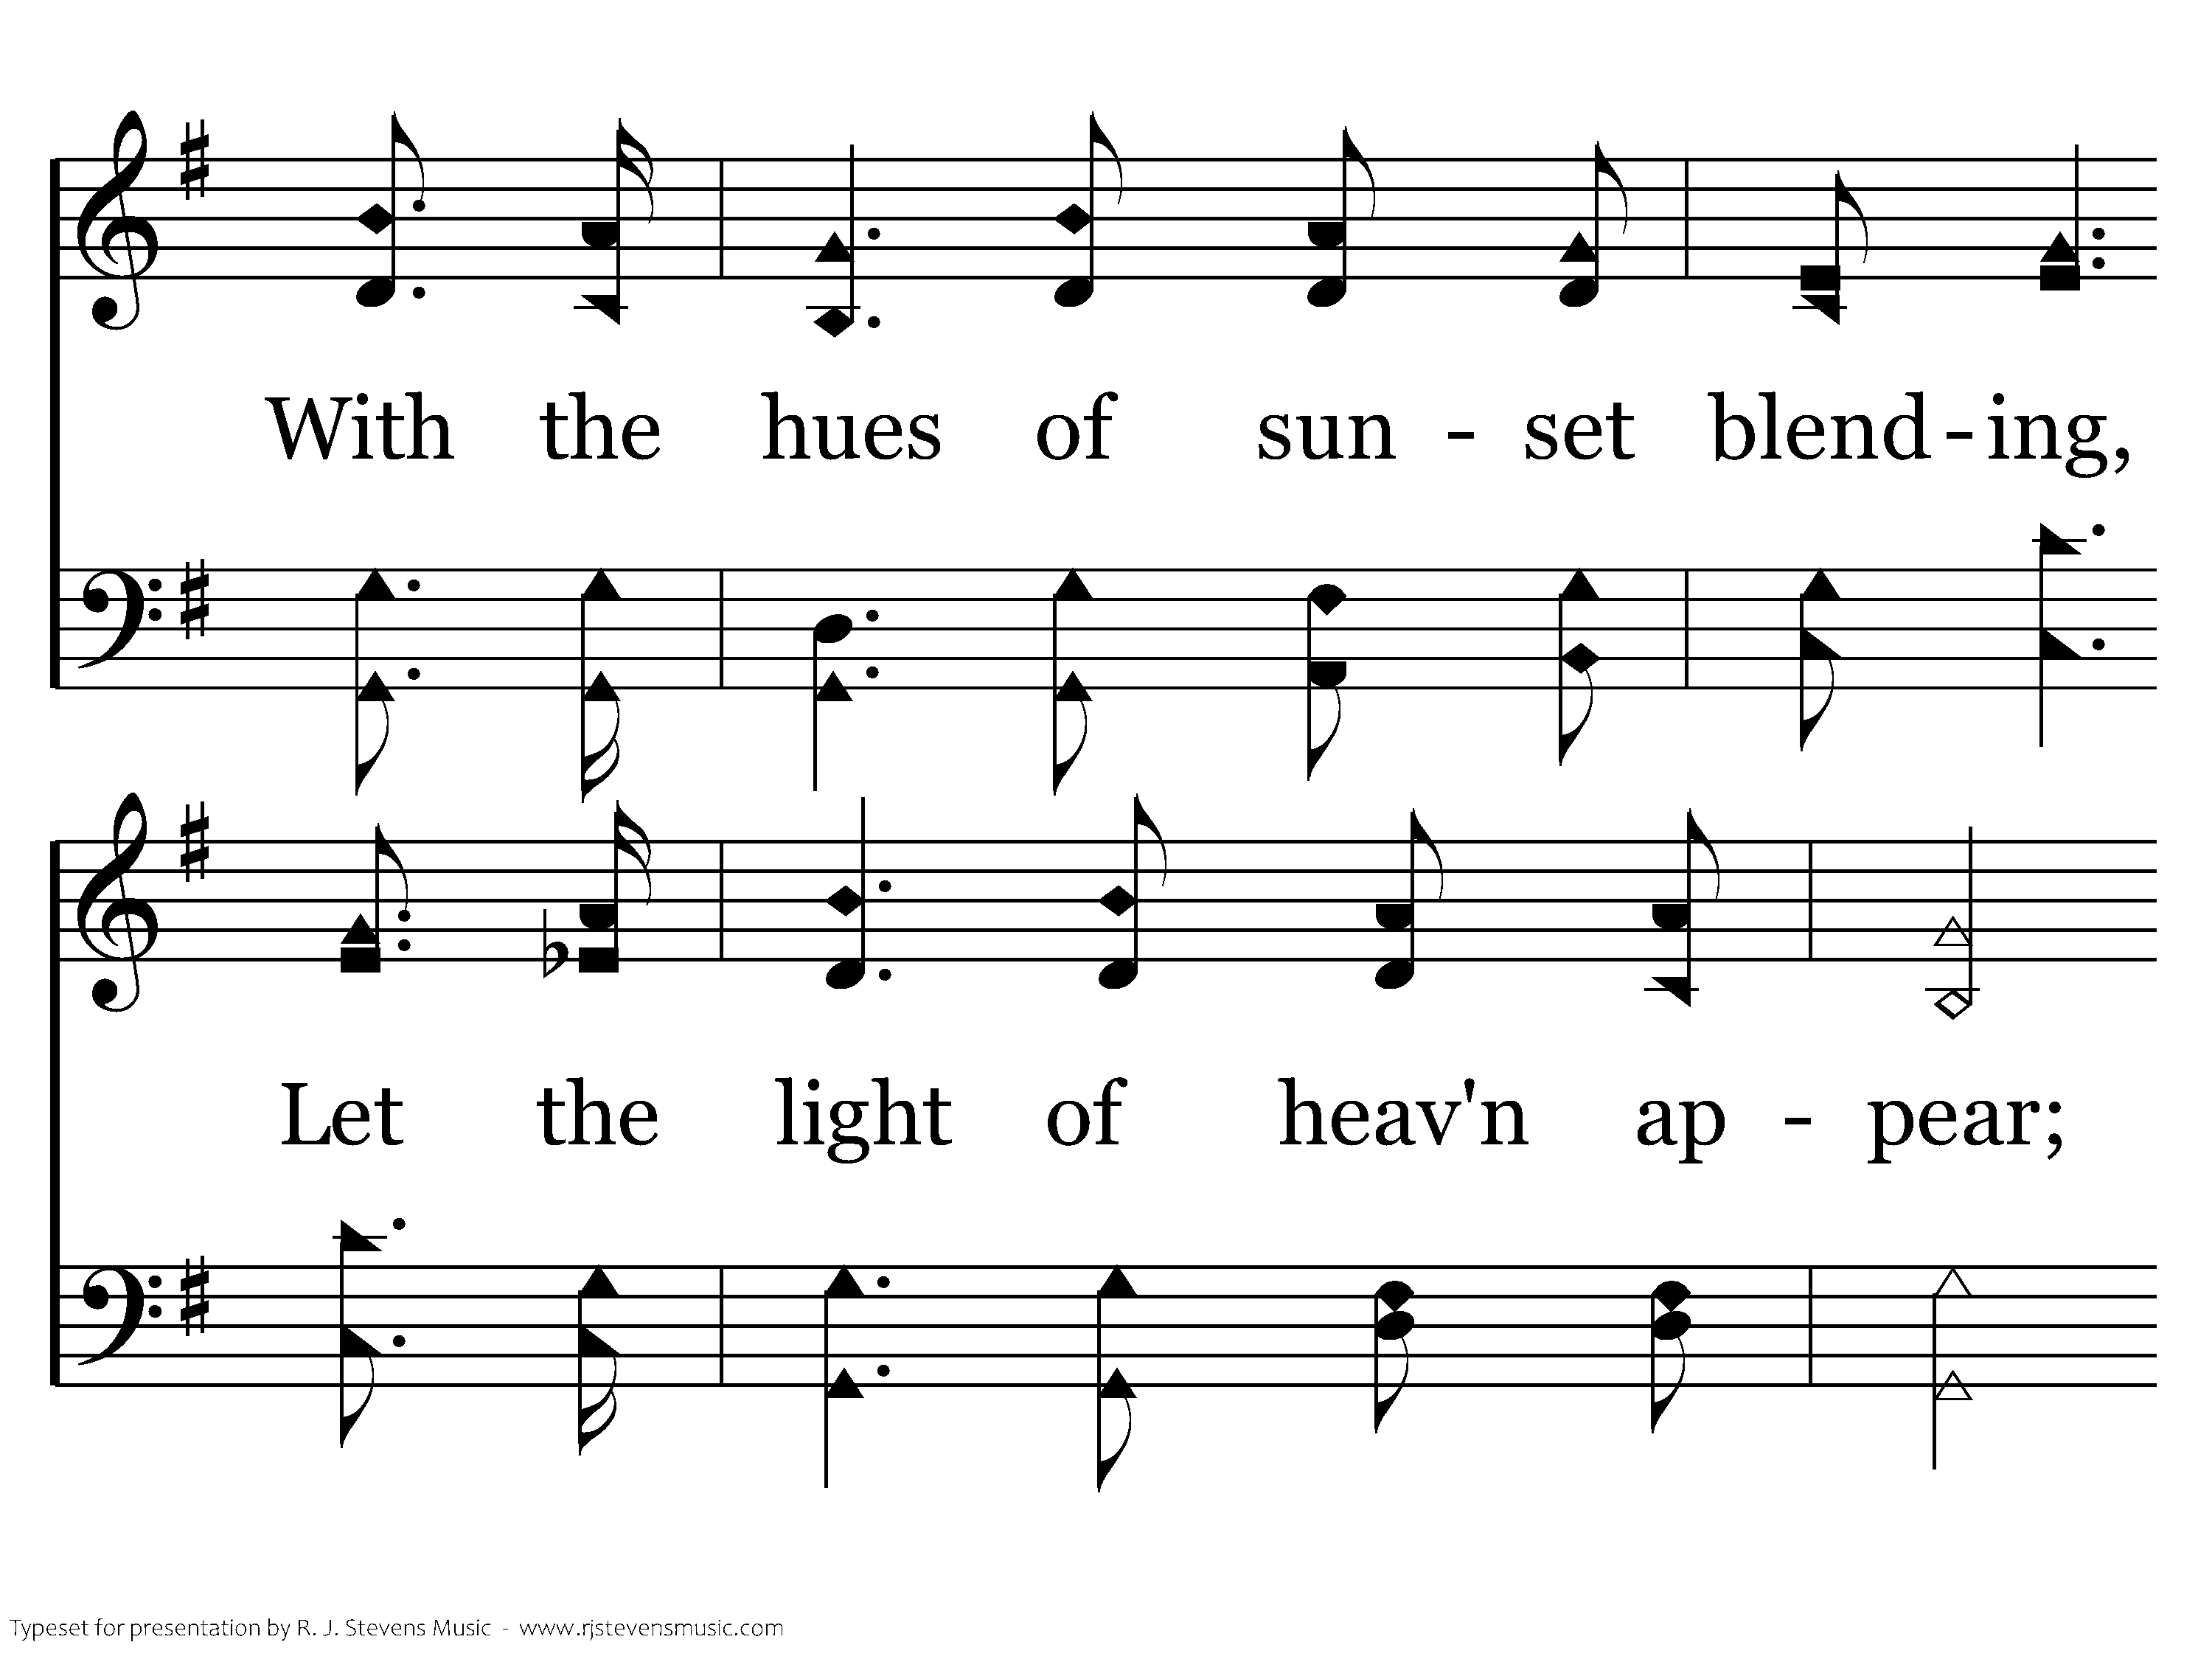 With the hues of sun - set blend - ing,
Let the light of heav'n ap - pear;
Typeset for presentation by R. J. Stevens Music - www.rjstevensmusic.com